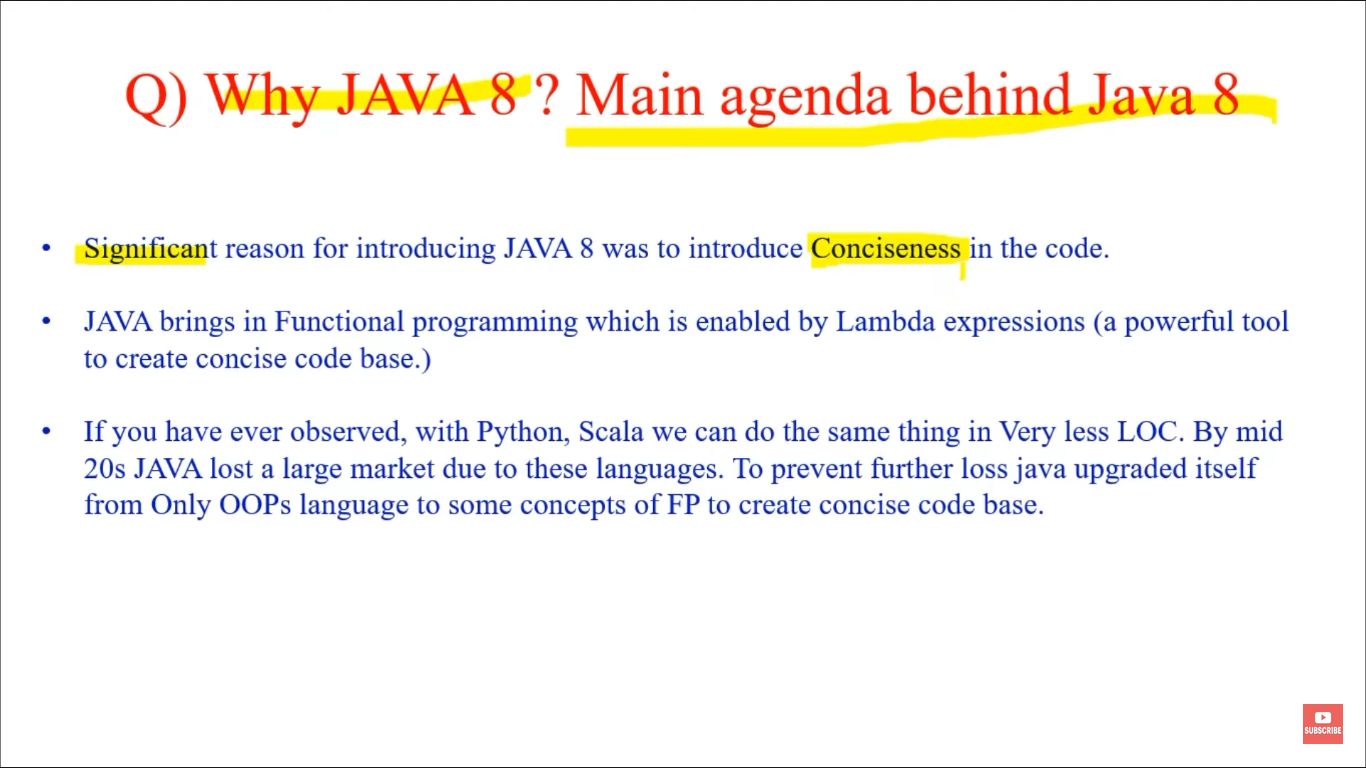 Q) Why JAVA 8 ? Main agenda behind Java 8
• Significant reason for introducing JAVA 8 was to introduce Conciseness in the code.
• JAVA brings in Functional programming which is enabled by Lambda expressions (a powerful tool
to create concise code base.)
• If you have ever observed, with Python, Scala we can do the same thing in Very less LOC. By mid
20s JAVA lost a large market due to these languages. To prevent further loss java upgraded itself
from Only OOPs language to some concepts of FP to create concise code base.
SUBSCRIBE